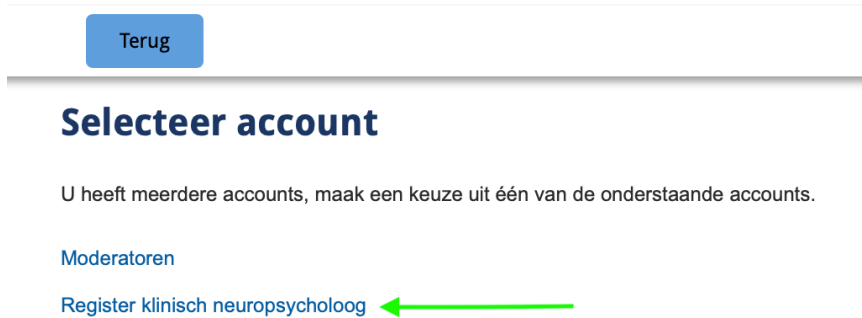 Terug
Selecteer account
U heeft meerdere accounts, maak een keuze uit één van de onderstaande accounts.
Moderatoren
Register klinisch neuropsycholoog